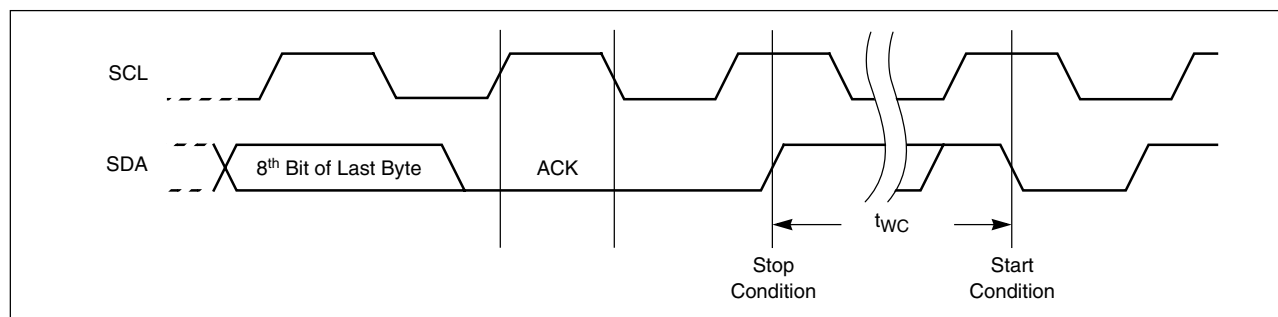 SCL
SDA
8th Bit of Last Byte
ACK
tWC
Stop
Condition
Start
Condition